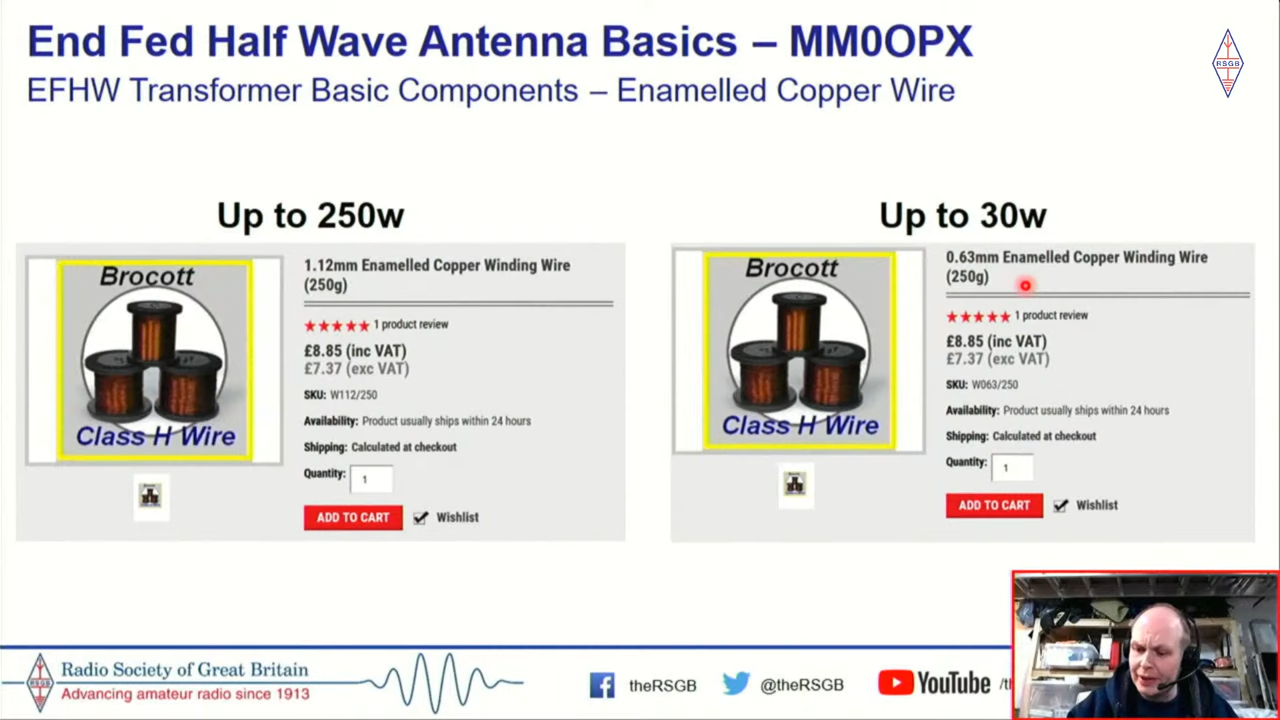 End Fed Half Wave Antenna Basics – MM0OPX
EFHW Transformer Basic Components – Enamelled Copper Wire
RSGB
Up to 250w
Brocott
Class H Wire
1.12mm Enamelled Copper Winding Wire
(250g)
1 product review
£8.85 (inc VAT)
£7.37 (exc VAT)
SKU: W112/250
Availability: Product usually ships within 24 hours
Shipping: Calculated at checkout
Quantity: 1
ADD TO CART Wishlist
Up to 30w
Brocott
Class H Wire
0.63mm Enamelled Copper Winding Wire
(250g)
1 product review
£8.85 (inc VAT)
£7.37 (exc VAT)
SKU: W063/250
Availability: Product usually ships within 24 hours
Shipping: Calculated at checkout
Quantity: 1
ADD TO CART Wishlist
RSGB
Radio Society of Great Britain
Advancing amateur radio since 1913
theRSGB
@theRSGB
YouTube